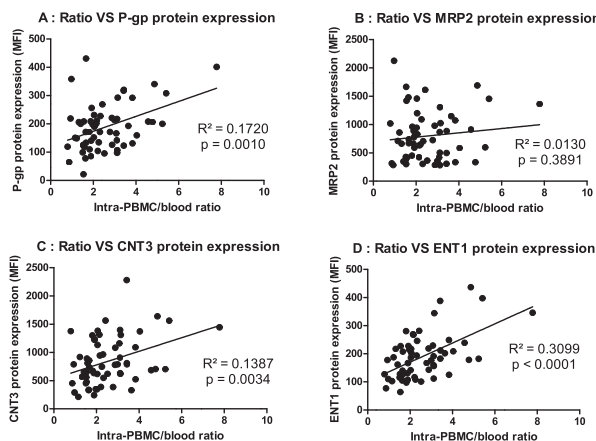 A : Ratio VS P-gp protein expression
P-gp protein expression (MFI)
500
400
300
200
100
0
R² = 0.1720
p = 0.0010
0 2 4 6 8 10
Intra-PBMC/blood ratio
B : Ratio VS MRP2 protein expression
MRP2 protein expression (MFI)
2500
2000
1500
1000
500
0
R² = 0.0130
p = 0.3891
0 2 4 6 8 10
Intra-PBMC/blood ratio
C : Ratio VS CNT3 protein expression
CNT3 protein expression (MFI)
2500
2000
1500
1000
500
0
R² = 0.1387
p = 0.0034
0 2 4 6 8 10
Intra-PBMC/blood ratio
D : Ratio VS ENT1 protein expression
ENT1 protein expression (MFI)
500
400
300
200
100
0
R² = 0.3099
p < 0.0001
0 2 4 6 8 10
Intra-PBMC/blood ratio